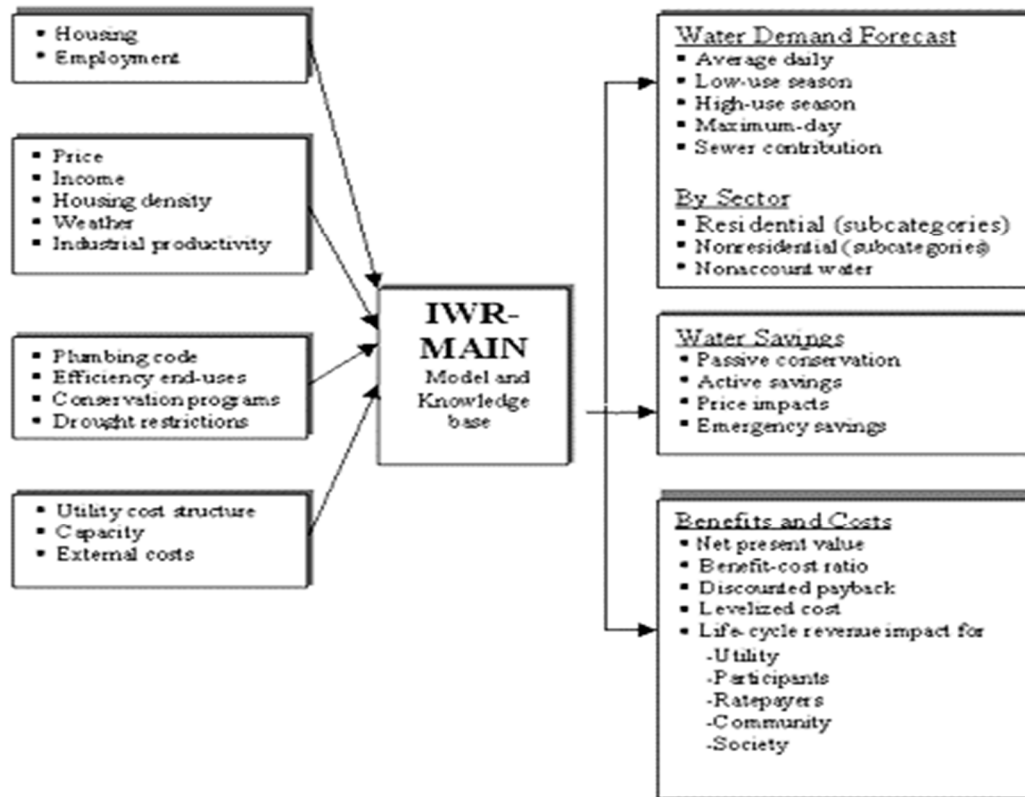 ▪ Housing
▪ Employment
▪ Price
▪ Income
▪ Housing density
▪ Weather
▪ Industrial productivity
▪ Plumbing code
▪ Efficiency end-uses
▪ Conservation programs
▪ Drought restrictions
▪ Utility cost structure
▪ Capacity
▪ External costs
IWR-
MAIN
Model and
Knowledge
base
Water Demand Forecast
▪ Average daily
▪ Low-use season
▪ High-use season
▪ Maximum-day
▪ Sewer contribution
By Sector
▪ Residential (subcategories)
▪ Nonresidential (subcategories)
▪ Nonaccount water
Water Savings
▪ Passive conservation
▪ Active savings
▪ Price impacts
▪ Emergency savings
Benefits and Costs
▪ Net present value
▪ Benefit-cost ratio
▪ Discounted payback
▪ Levelized cost
▪ Life-cycle revenue impact for
-Utility
-Participants
-Ratepayers
-Community
-Society